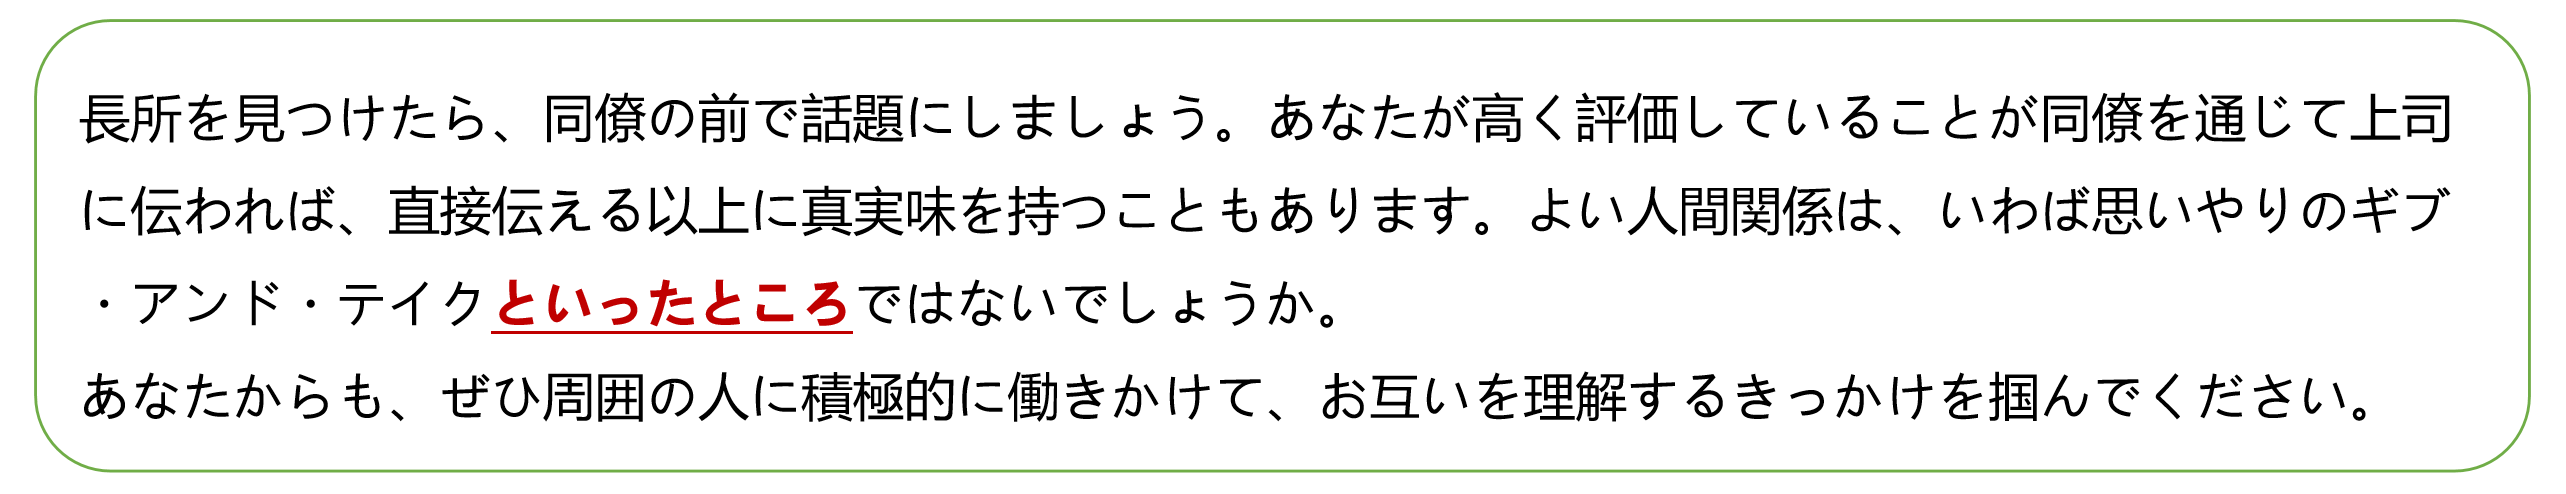 長所を見つけたら、同僚の前で話題にしましょう。あなたが高く評価していることが同僚を通じて上司
に伝われば、直接伝える以上に真実味を持つこともあります。よい人間関係は、いわば思いやりのギブ
・アンド・テイクといったところではないでしょうか。
あなたからも、ぜひ周囲の人に積極的に働きかけて、お互いを理解するきっかけを掴んでください。